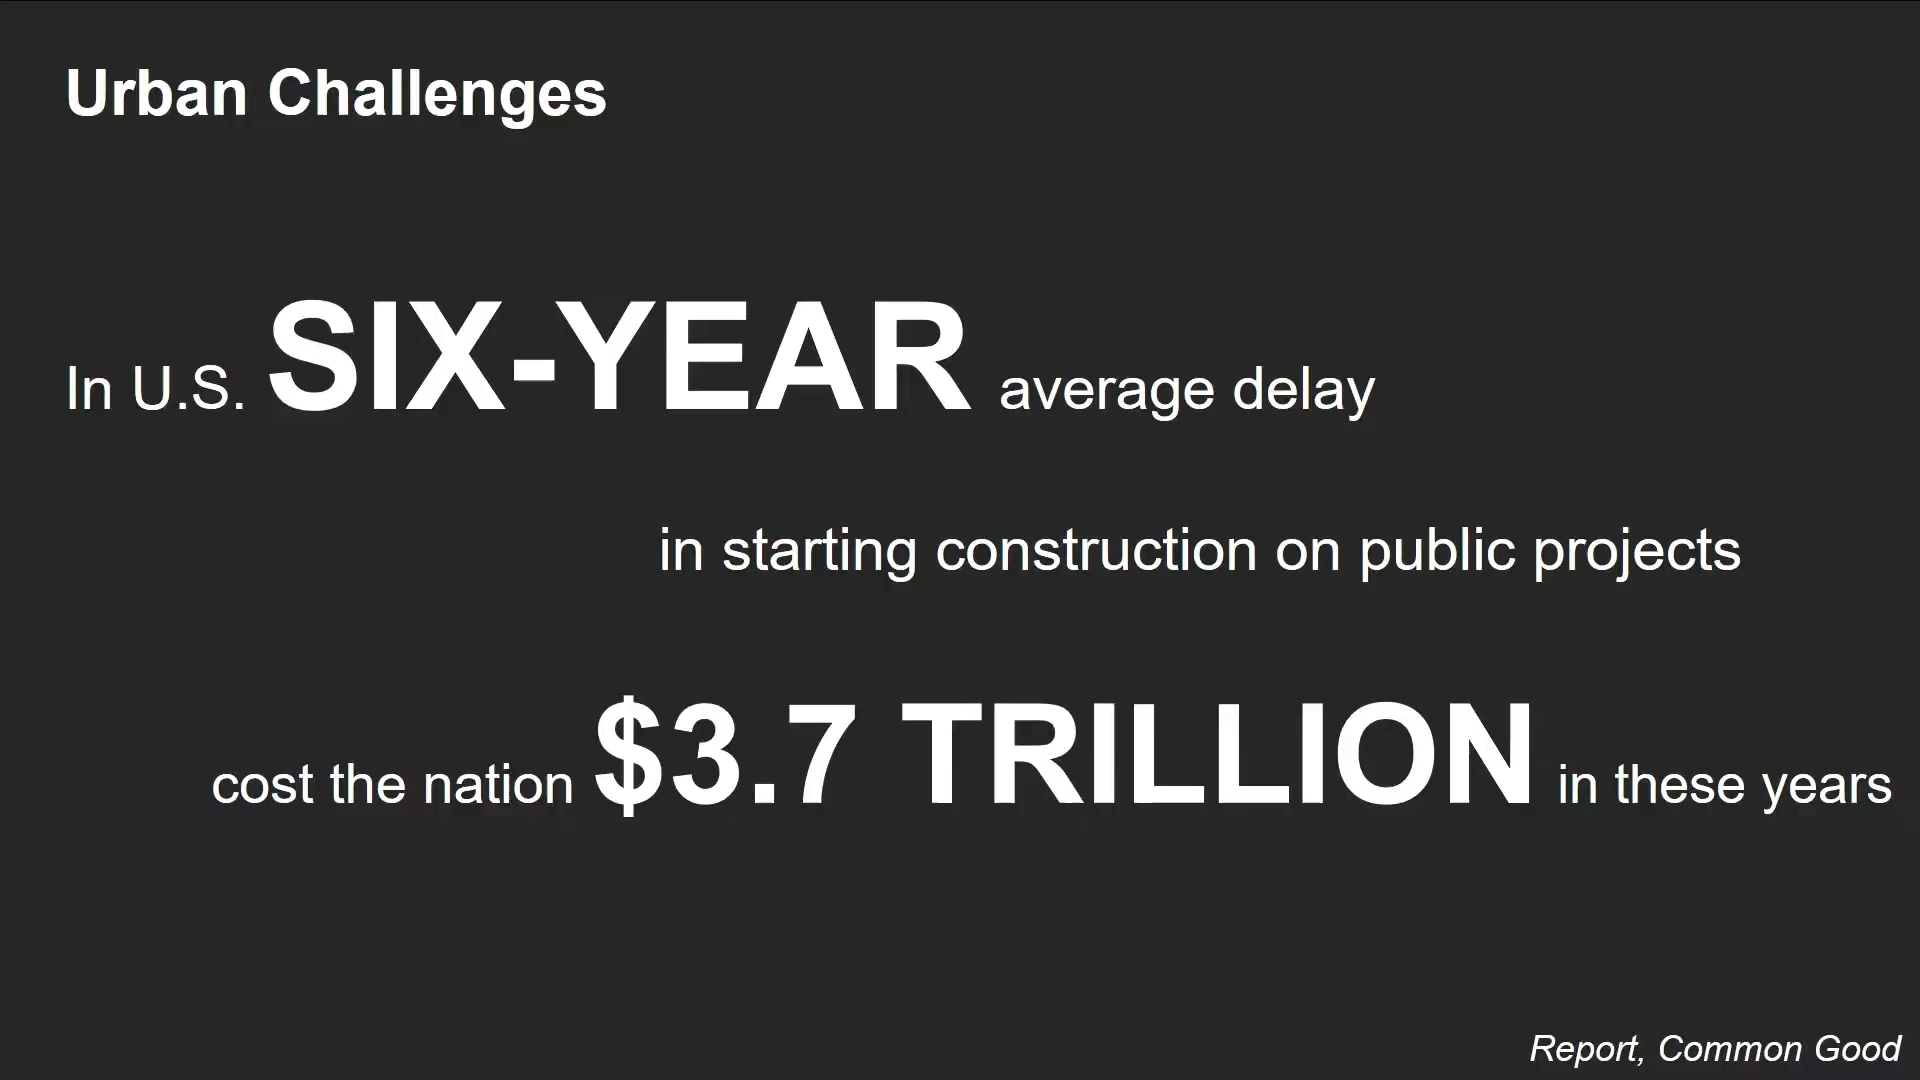 Urban Challenges
In U.S. SIX-YEAR average delay
in starting construction on public projects
cost the nation $3.7 TRILLION in these years
Report, Common Good